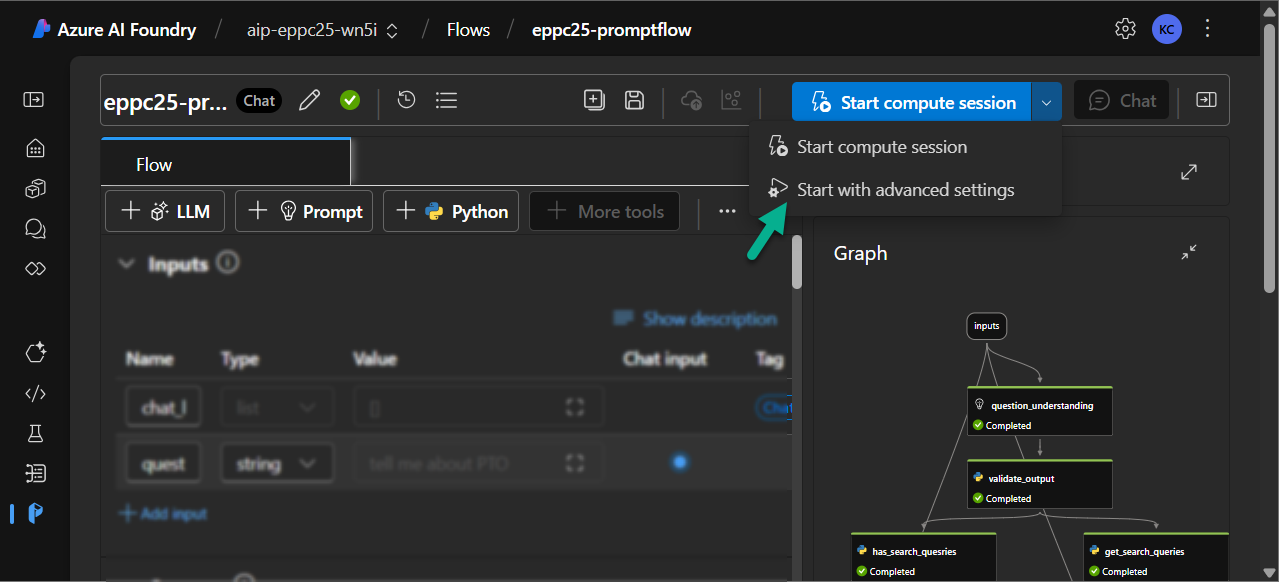 Azure AI Foundry / aip-eppc25-wn5i / Flows / eppc25-promptflow
KC
eppc25-pr... Chat
Start compute session
Chat
Start compute session
Start with advanced settings
Flow
LLM
Prompt
Python
More tools
Inputs
Show description
Name Type Value Chat input Tag
chat_l list [] Chat
quest string tell me about PTO
Add input
Graph
inputs
question_understanding
Completed
validate_output
Completed
has_search_quesries
Completed
get_search_queries
Completed